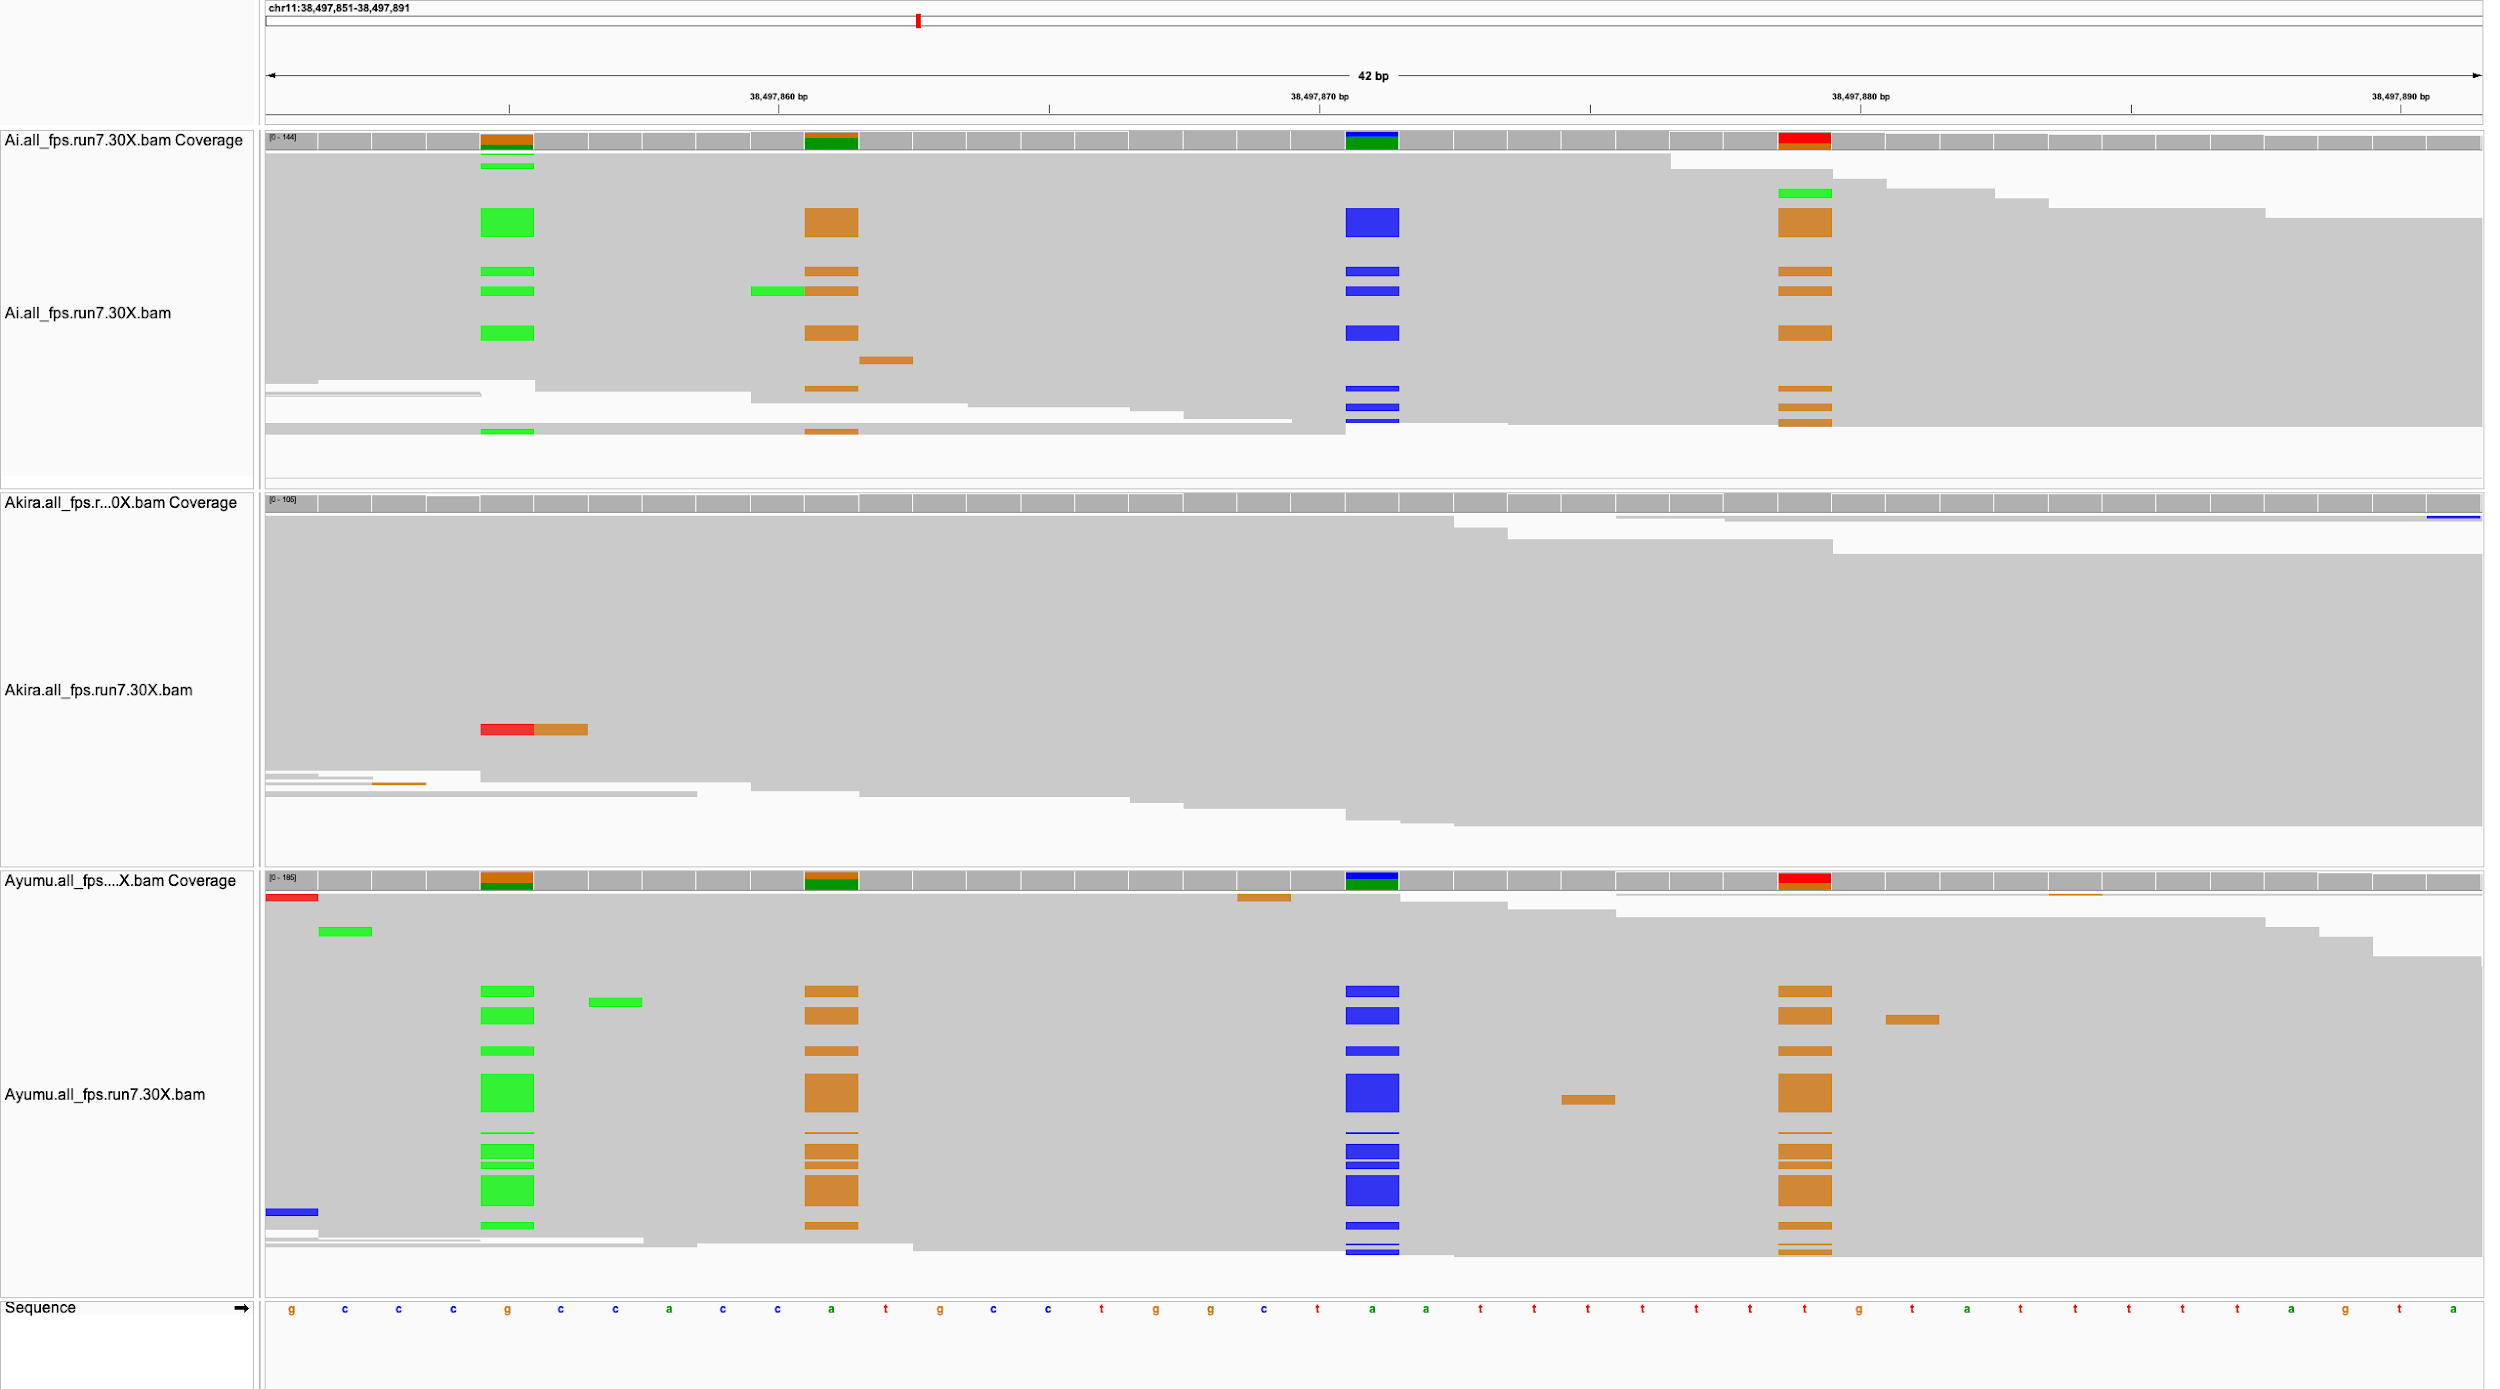 chr11:38,497,851-38,497,891
42 bp
38,497,860 bp 38,497,870 bp 38,497,880 bp 38,497,890 bp
Ai.all_fps.run7.30X.bam Coverage
[0 - 144]
Ai.all_fps.run7.30X.bam
Akira.all_fps.r...0X.bam Coverage
[0 - 105]
Akira.all_fps.run7.30X.bam
Ayumu.all_fps....X.bam Coverage
[0 - 185]
Ayumu.all_fps.run7.30X.bam
Sequence g c c c g c c a c c a t g c c t g g c t a a t t t t t t t g t a t t t t t a g t a